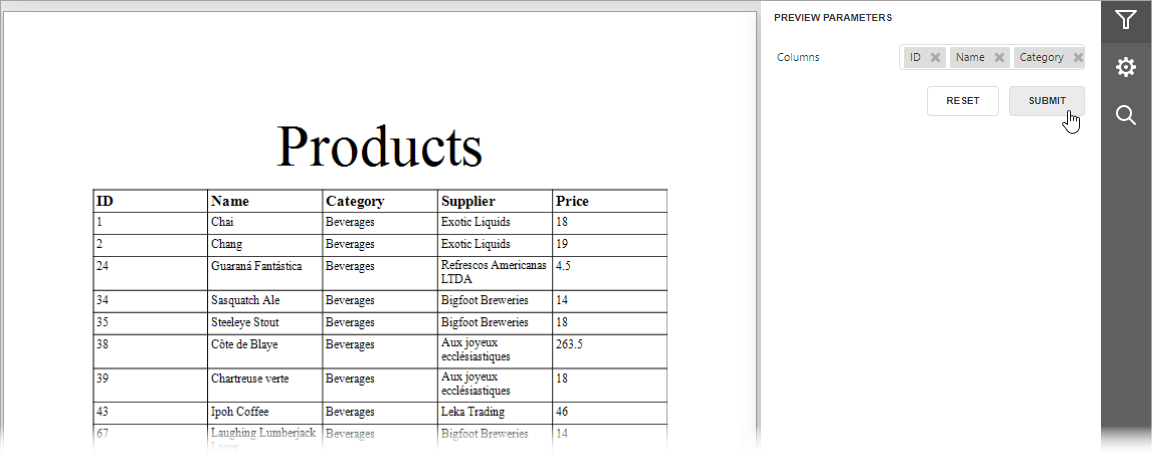 PREVIEW PARAMETERS
Columns
ID Name Category
RESET SUBMIT
Products
ID Name Category Supplier Price
1 Chai Beverages Exotic Liquids 18
2 Chang Beverages Exotic Liquids 19
24 Guaraná Fantástica Beverages Refrescos Americanas 4.5
LTDA
34 Sasquatch Ale Beverages Bigfoot Breweries 14
35 Steeleye Stout Beverages Bigfoot Breweries 18
38 Côte de Blaye Beverages Aux joyeux 263.5
ecclésiastiques
39 Chartreuse verte Beverages Aux joyeux 18
ecclésiastiques
43 Ipoh Coffee Beverages Leka Trading 46
67 Laughing Lumberjack Beverages Bigfoot Breweries 14
Lager